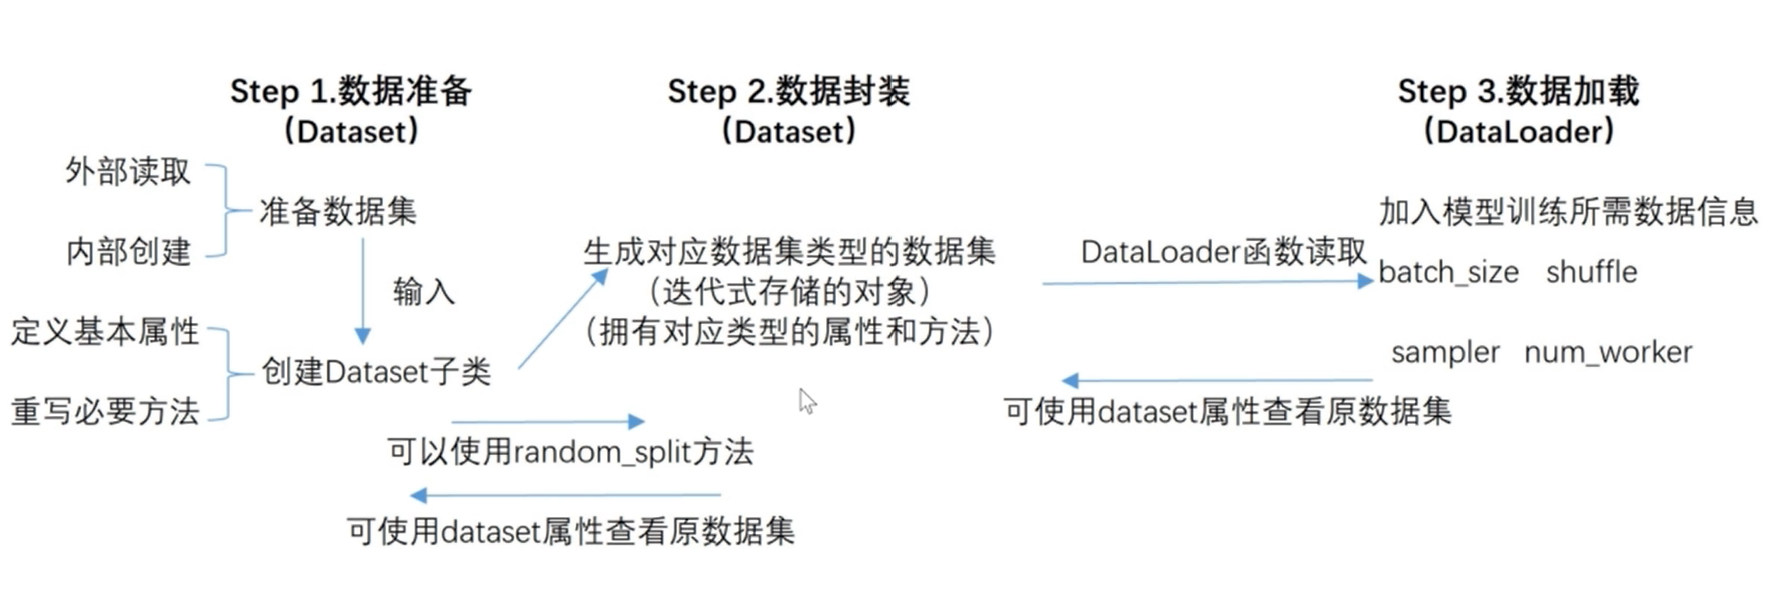 Step 1.数据准备
（Dataset）
外部读取
准备数据集
内部创建
输入
定义基本属性
创建Dataset子类
重写必要方法
可以使用random_split方法
可使用dataset属性查看原数据集
Step 2.数据封装
（Dataset）
生成对应数据集类型的数据集
（迭代式存储的对象）
（拥有对应类型的属性和方法）
DataLoader函数读取
可使用dataset属性查看原数据集
Step 3.数据加载
（DataLoader）
加入模型训练所需数据信息
batch_size shuffle
sampler num_worker